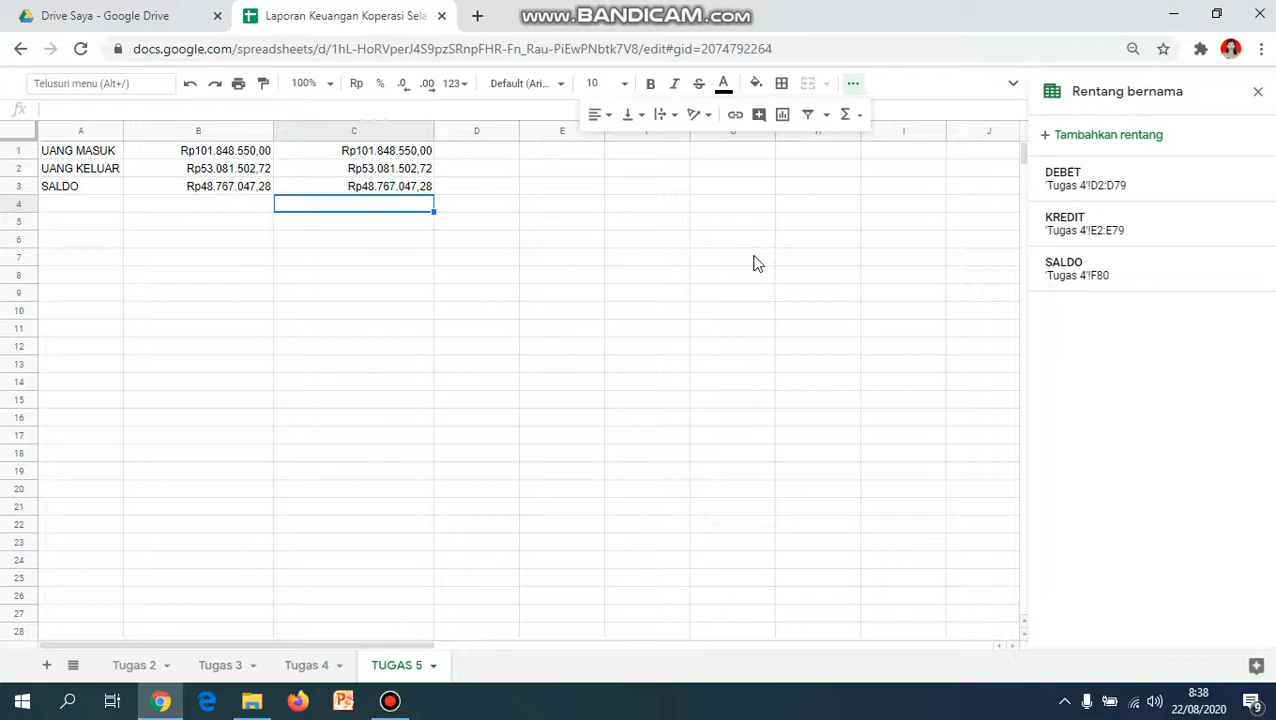 Drive Saya - Google Drive
Laporan Keuangan Koperasi Sela
www.BANDICAM.com
docs.google.com/spreadsheets/d/1hL-HoRVperJ4S9pzSRnpFHR-Fn_Rau-PiEwPNbtk7V8/edit#gid=2074792264
Telusuri menu (Alt+/)
100%
Rp
%
.0
.00
123
Default (Ari...
10
B
I
S
A
Rentang bernama
fx
+ Tambahkan rentang
A B C D E I J
1 UANG MASUK Rp101.848.550,00 Rp101.848.550,00
2 UANG KELUAR Rp53.081.502,72 Rp53.081.502,72
3 SALDO Rp48.767.047,28 Rp48.767.047,28
4
5
6
7
8
9
10
11
12
13
14
15
16
17
18
19
20
21
22
23
24
25
26
27
28
DEBET
'Tugas 4'!D2:D79
KREDIT
'Tugas 4'!E2:E79
SALDO
'Tugas 4'!F80
Tugas 2
Tugas 3
Tugas 4
TUGAS 5
8:38
22/08/2020
9